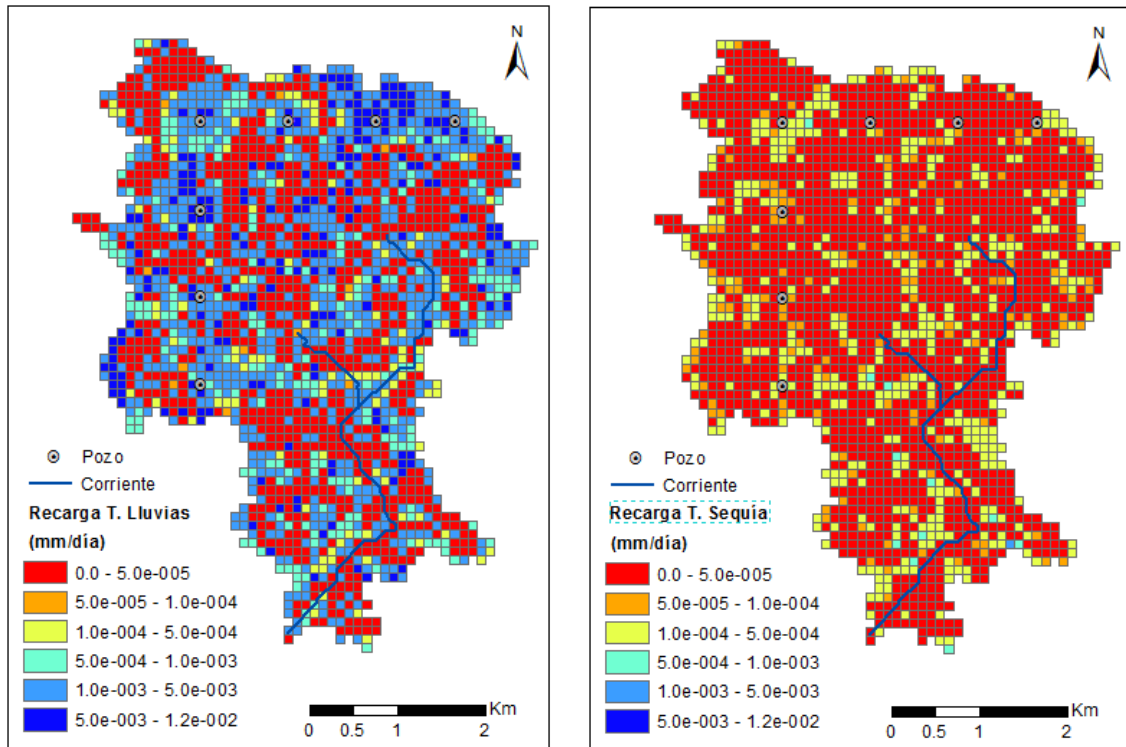 N
Pozo
Corriente
Recarga T. Lluvias
(mm/día)
0.0 - 5.0e-005
5.0e-005 - 1.0e-004
1.0e-004 - 5.0e-004
5.0e-004 - 1.0e-003
1.0e-003 - 5.0e-003
5.0e-003 - 1.2e-002
Km
0 0.5 1 2
N
Pozo
Corriente
Recarga T. Sequía
(mm/día)
0.0 - 5.0e-005
5.0e-005 - 1.0e-004
1.0e-004 - 5.0e-004
5.0e-004 - 1.0e-003
1.0e-003 - 5.0e-003
5.0e-003 - 1.2e-002
Km
0 0.5 1 2